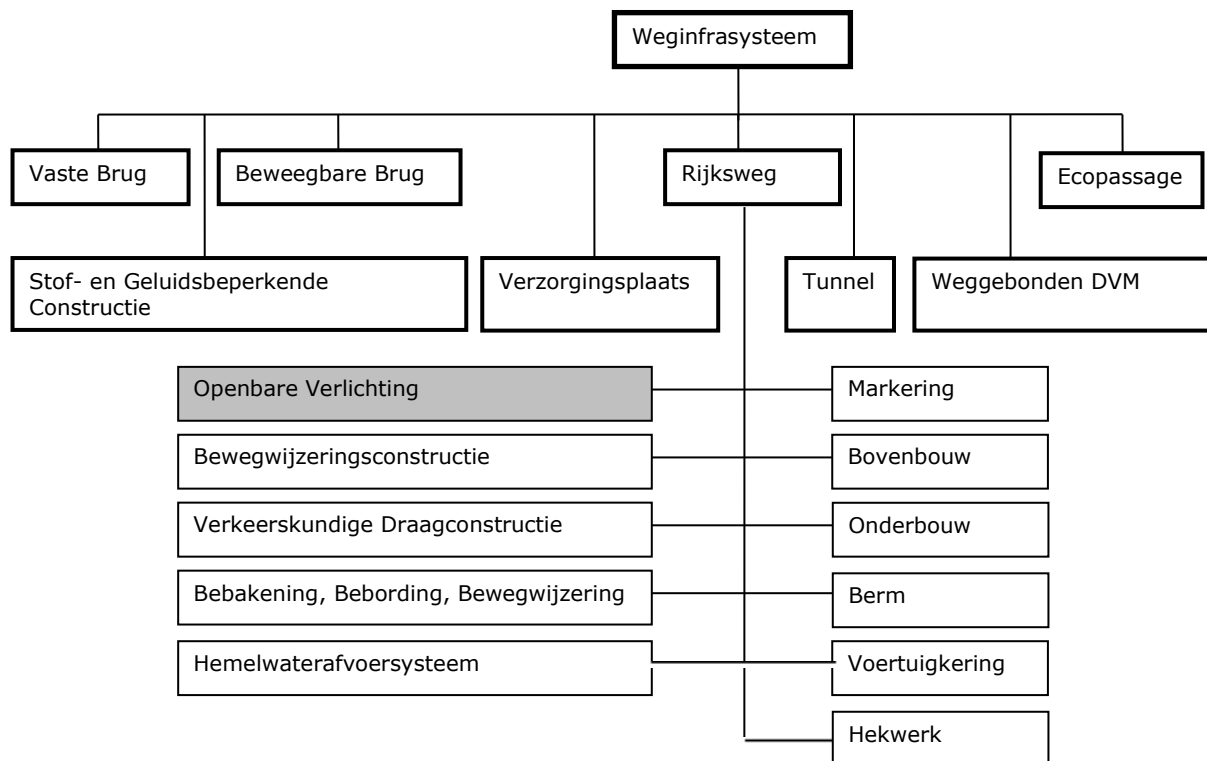 Weginfrasysteem
Vaste Brug
Beweegbare Brug
Rijksweg
Ecopassage
Stof- en Geluidsbeperkende
Constructie
Verzorgingsplaats
Tunnel
Weggebonden DVM
Openbare Verlichting
Markering
Bewegwijzeringsconstructie
Bovenbouw
Verkeerskundige Draagconstructie
Onderbouw
Bebakening, Bebording, Bewegwijzering
Berm
Hemelwaterafvoersysteem
Voertuigkering
Hekwerk